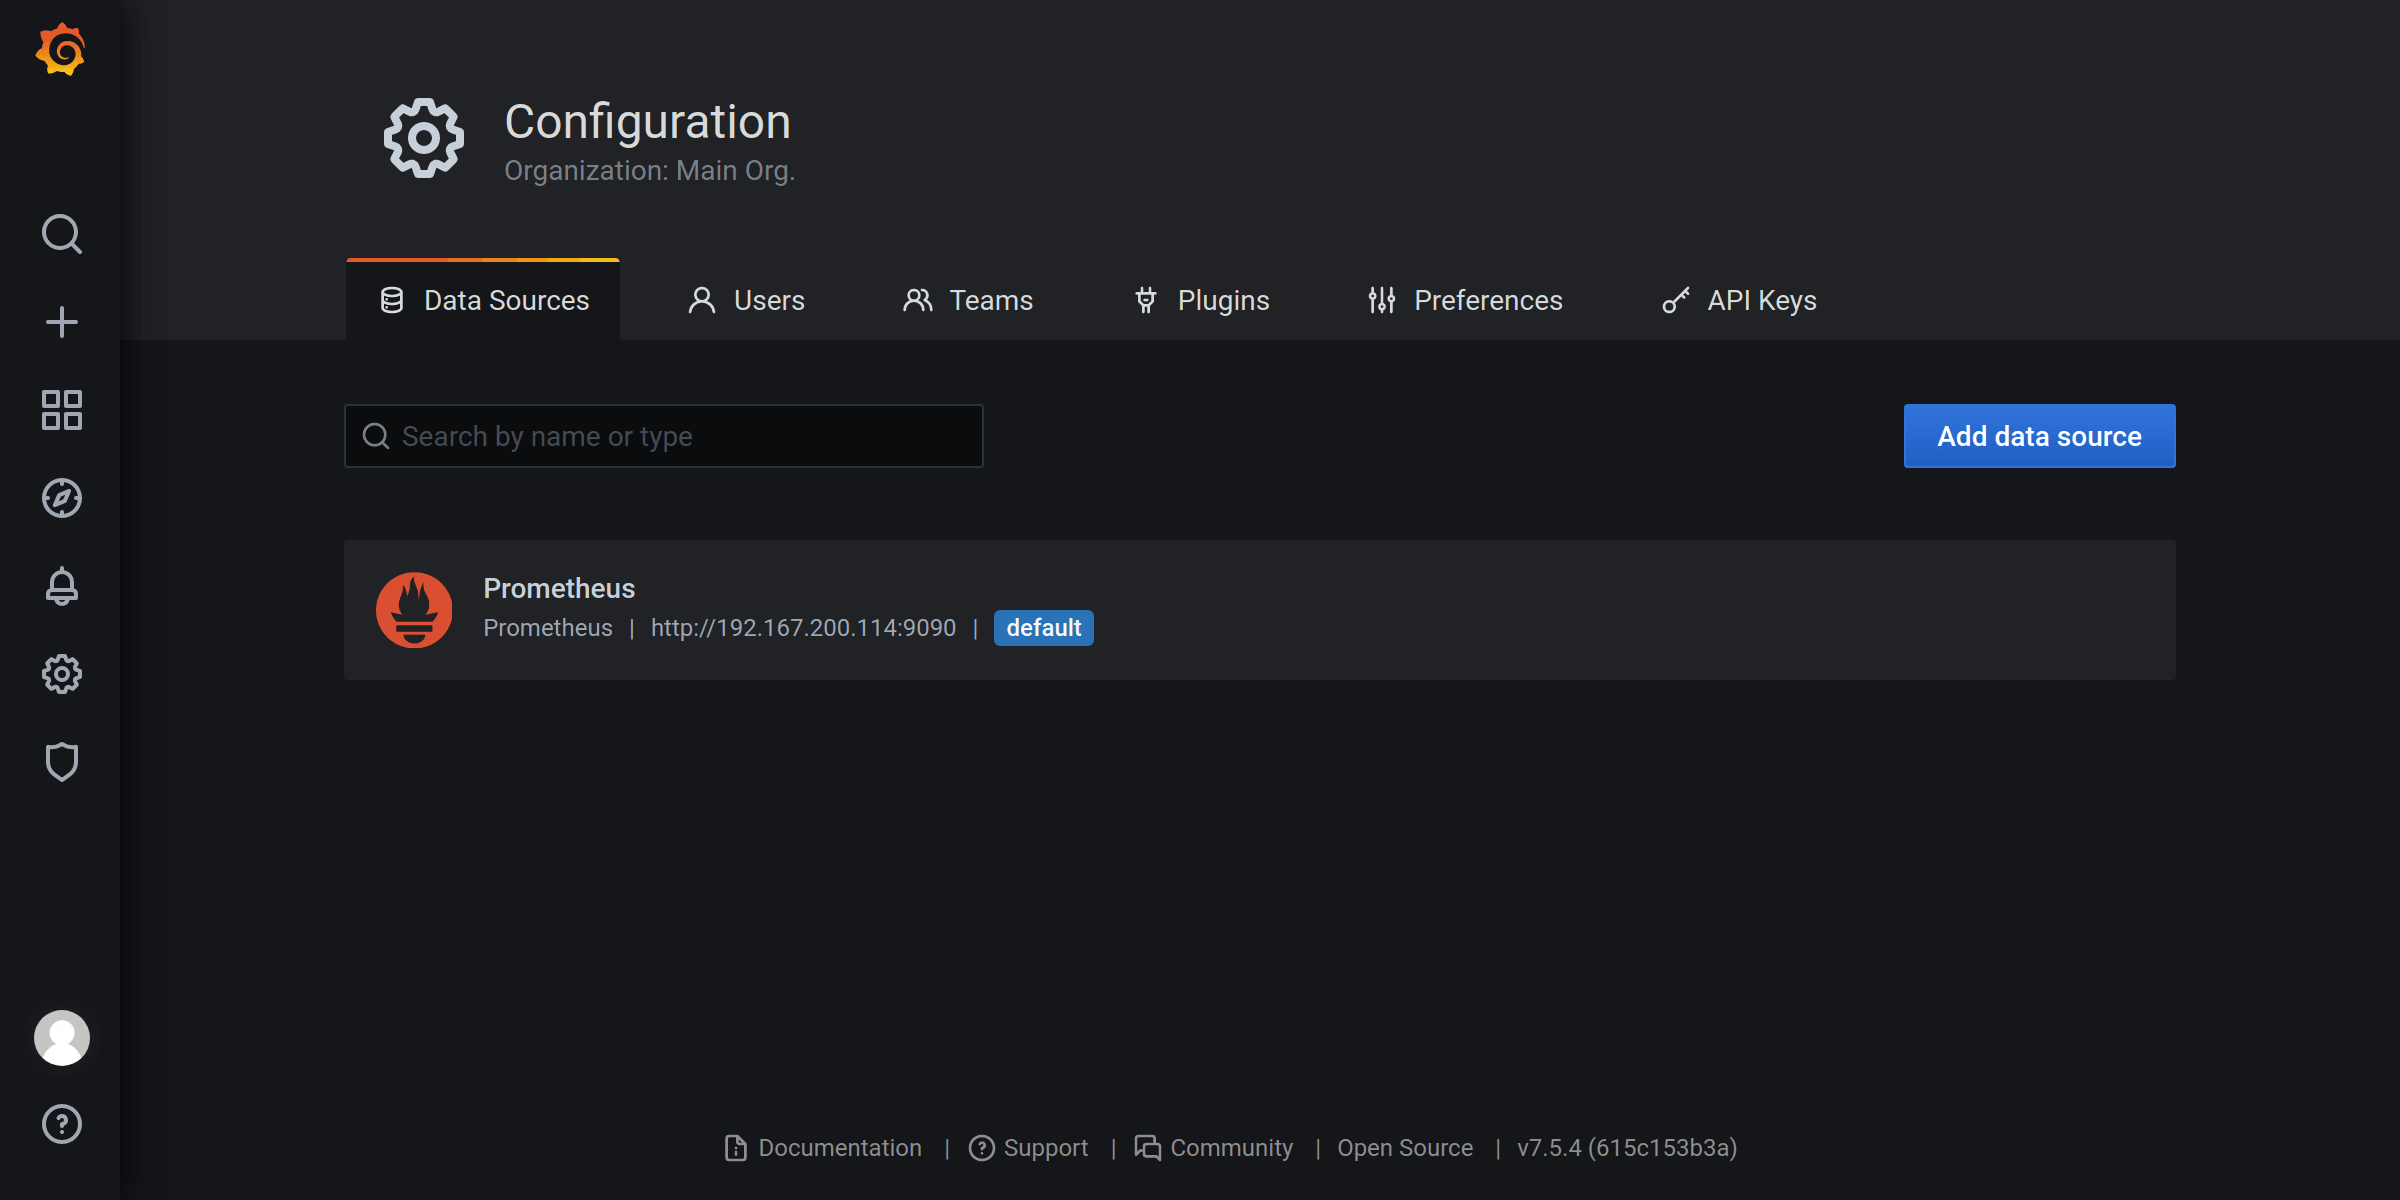 Configuration
Organization: Main Org.
Data Sources
Users
Teams
Plugins
Preferences
API Keys
Search by name or type
Add data source
Prometheus
Prometheus | http://192.167.200.114:9090 | default
Documentation | Support | Community | Open Source | v7.5.4 (615c153b3a)